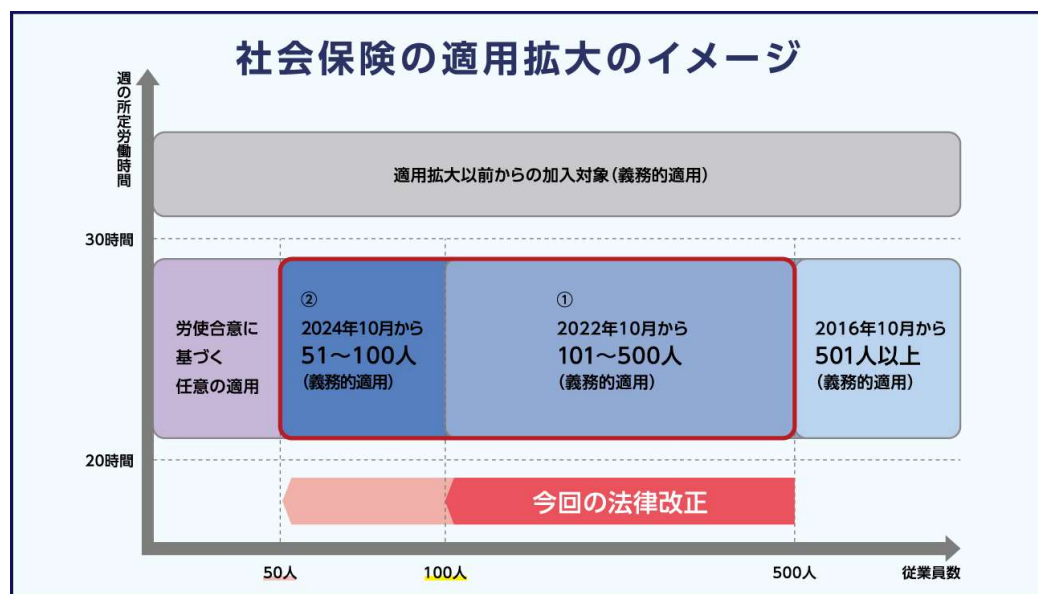 社会保険の適用拡大のイメージ
週の所定労働時間
適用拡大以前からの加入対象(義務的適用)
30時間
労使合意に
基づく
任意の適用
②
2024年10月から
51～100人
(義務的適用)
①
2022年10月から
101～500人
(義務的適用)
2016年10月から
501人以上
(義務的適用)
20時間
今回の法律改正
50人
100人
500人
従業員数